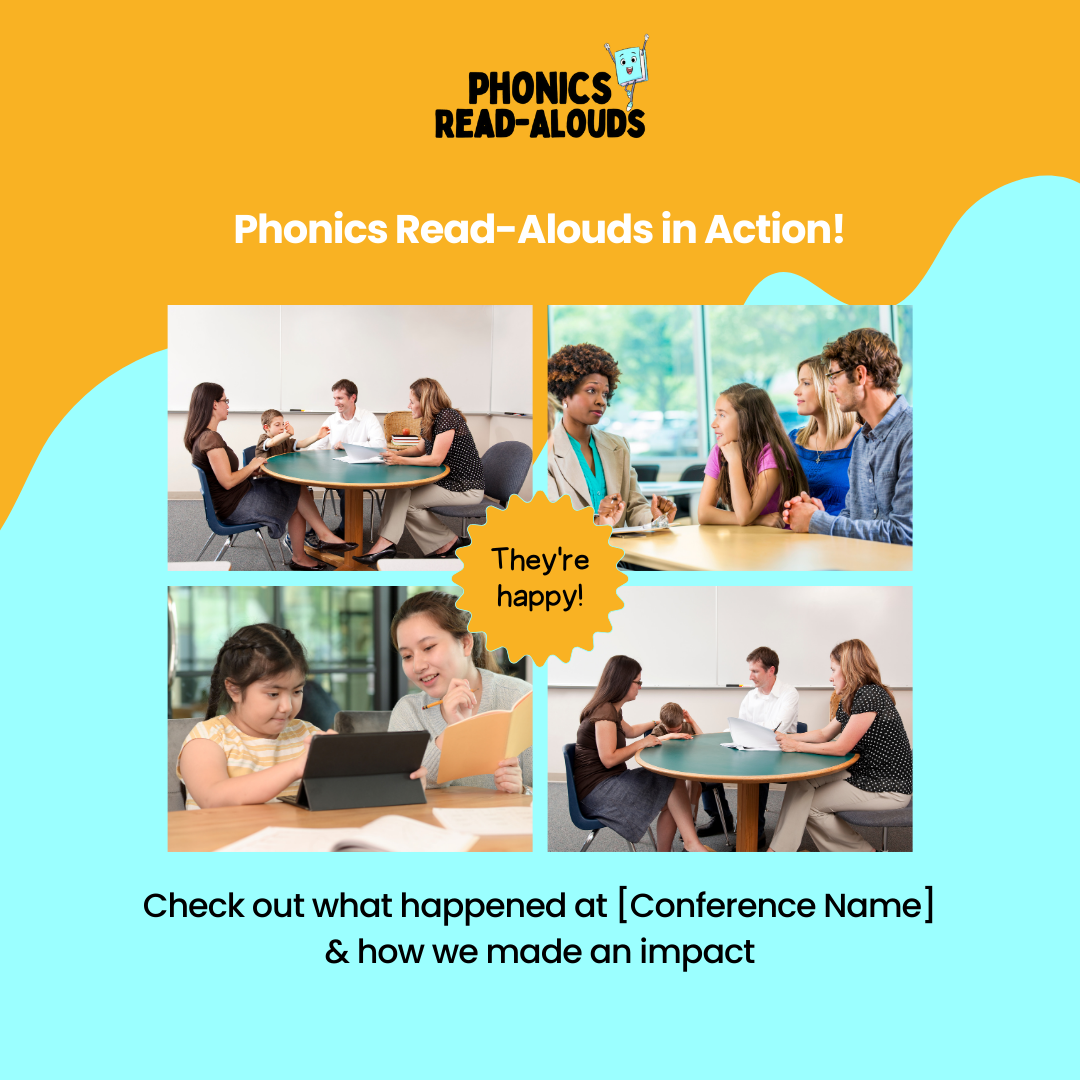 PHONICS
READ-ALOUDS
Phonics Read-Alouds in Action!
They're
happy!
Check out what happened at [Conference Name]
& how we made an impact